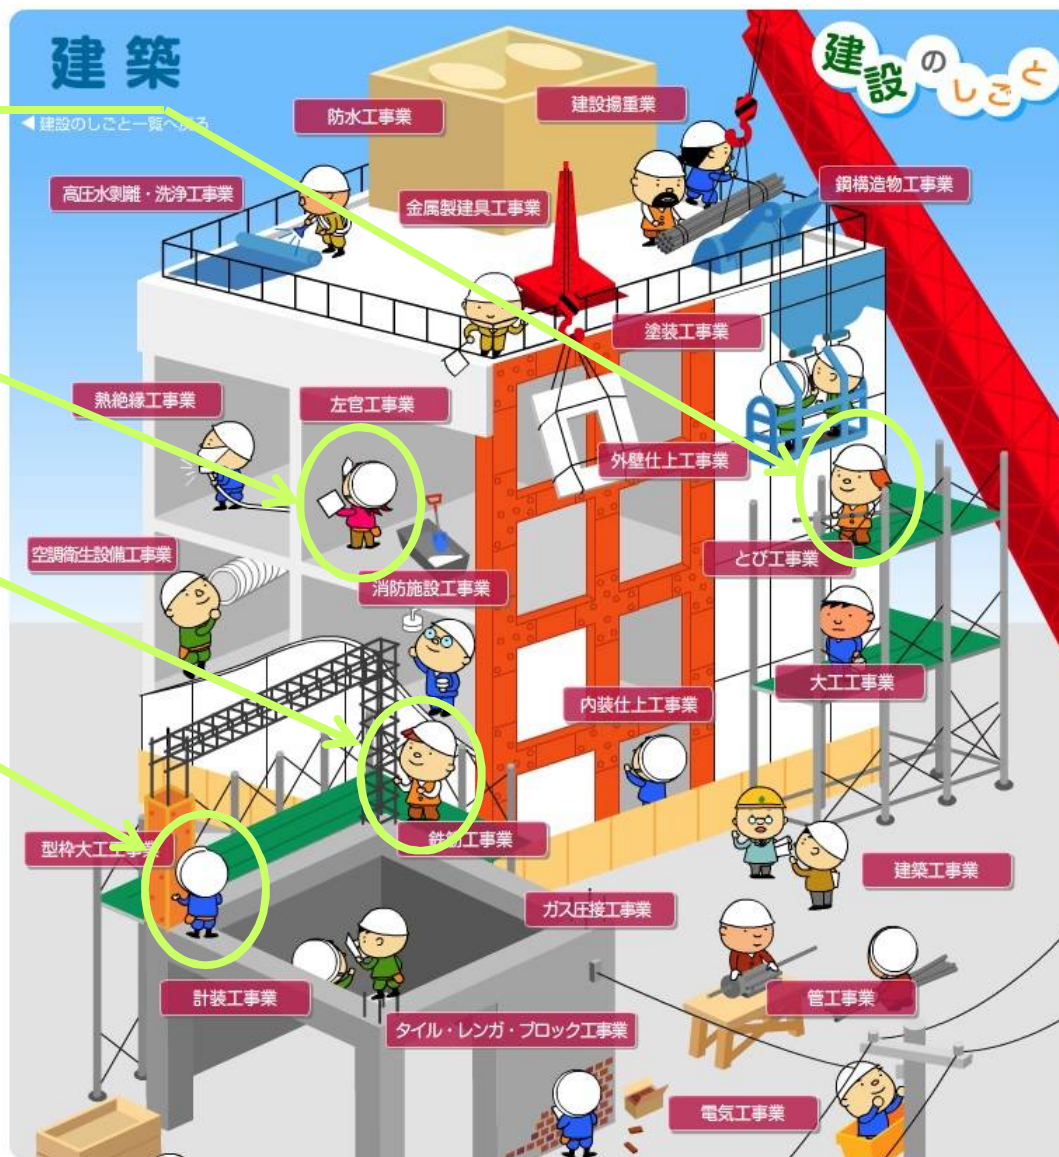 建築
建設のしごと
◀ 建設のしごと一覧へ戻る
防水工事業
建設揚重業
高圧水剝離・洗浄工事業
金属製建具工事業
鋼構造物工事業
塗装工事業
熱絶縁工事業
左官工事業
外壁仕上工事業
空調衛生設備工事業
消防施設工事業
とび工事業
大工工事業
内装仕上工事業
型枠大工工事業
鉄筋工事業
建築工事業
ガス圧接工事業
計装工事業
管工事業
タイル・レンガ・ブロック工事業
電気工事業